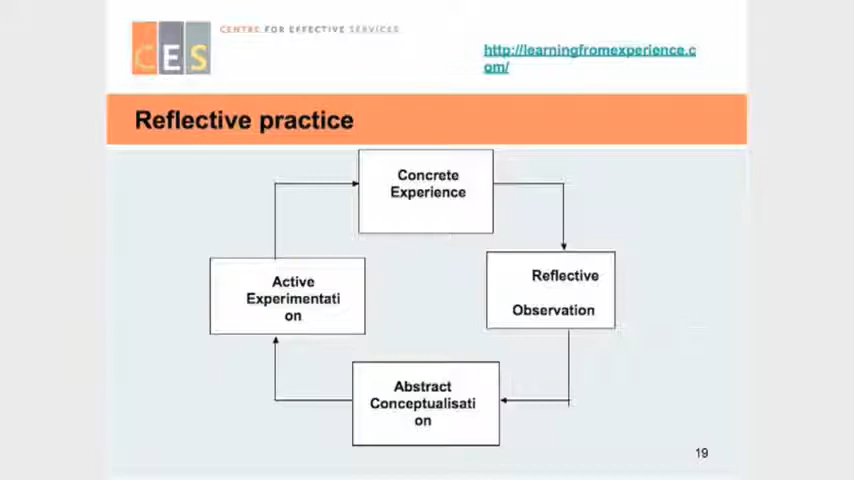 CES
CENTRE FOR EFFECTIVE SERVICES
http://learningfromexperience.c
om/
Reflective practice
Concrete
Experience
Active
Experimentati
on
Reflective
Observation
Abstract
Conceptualisati
on
19